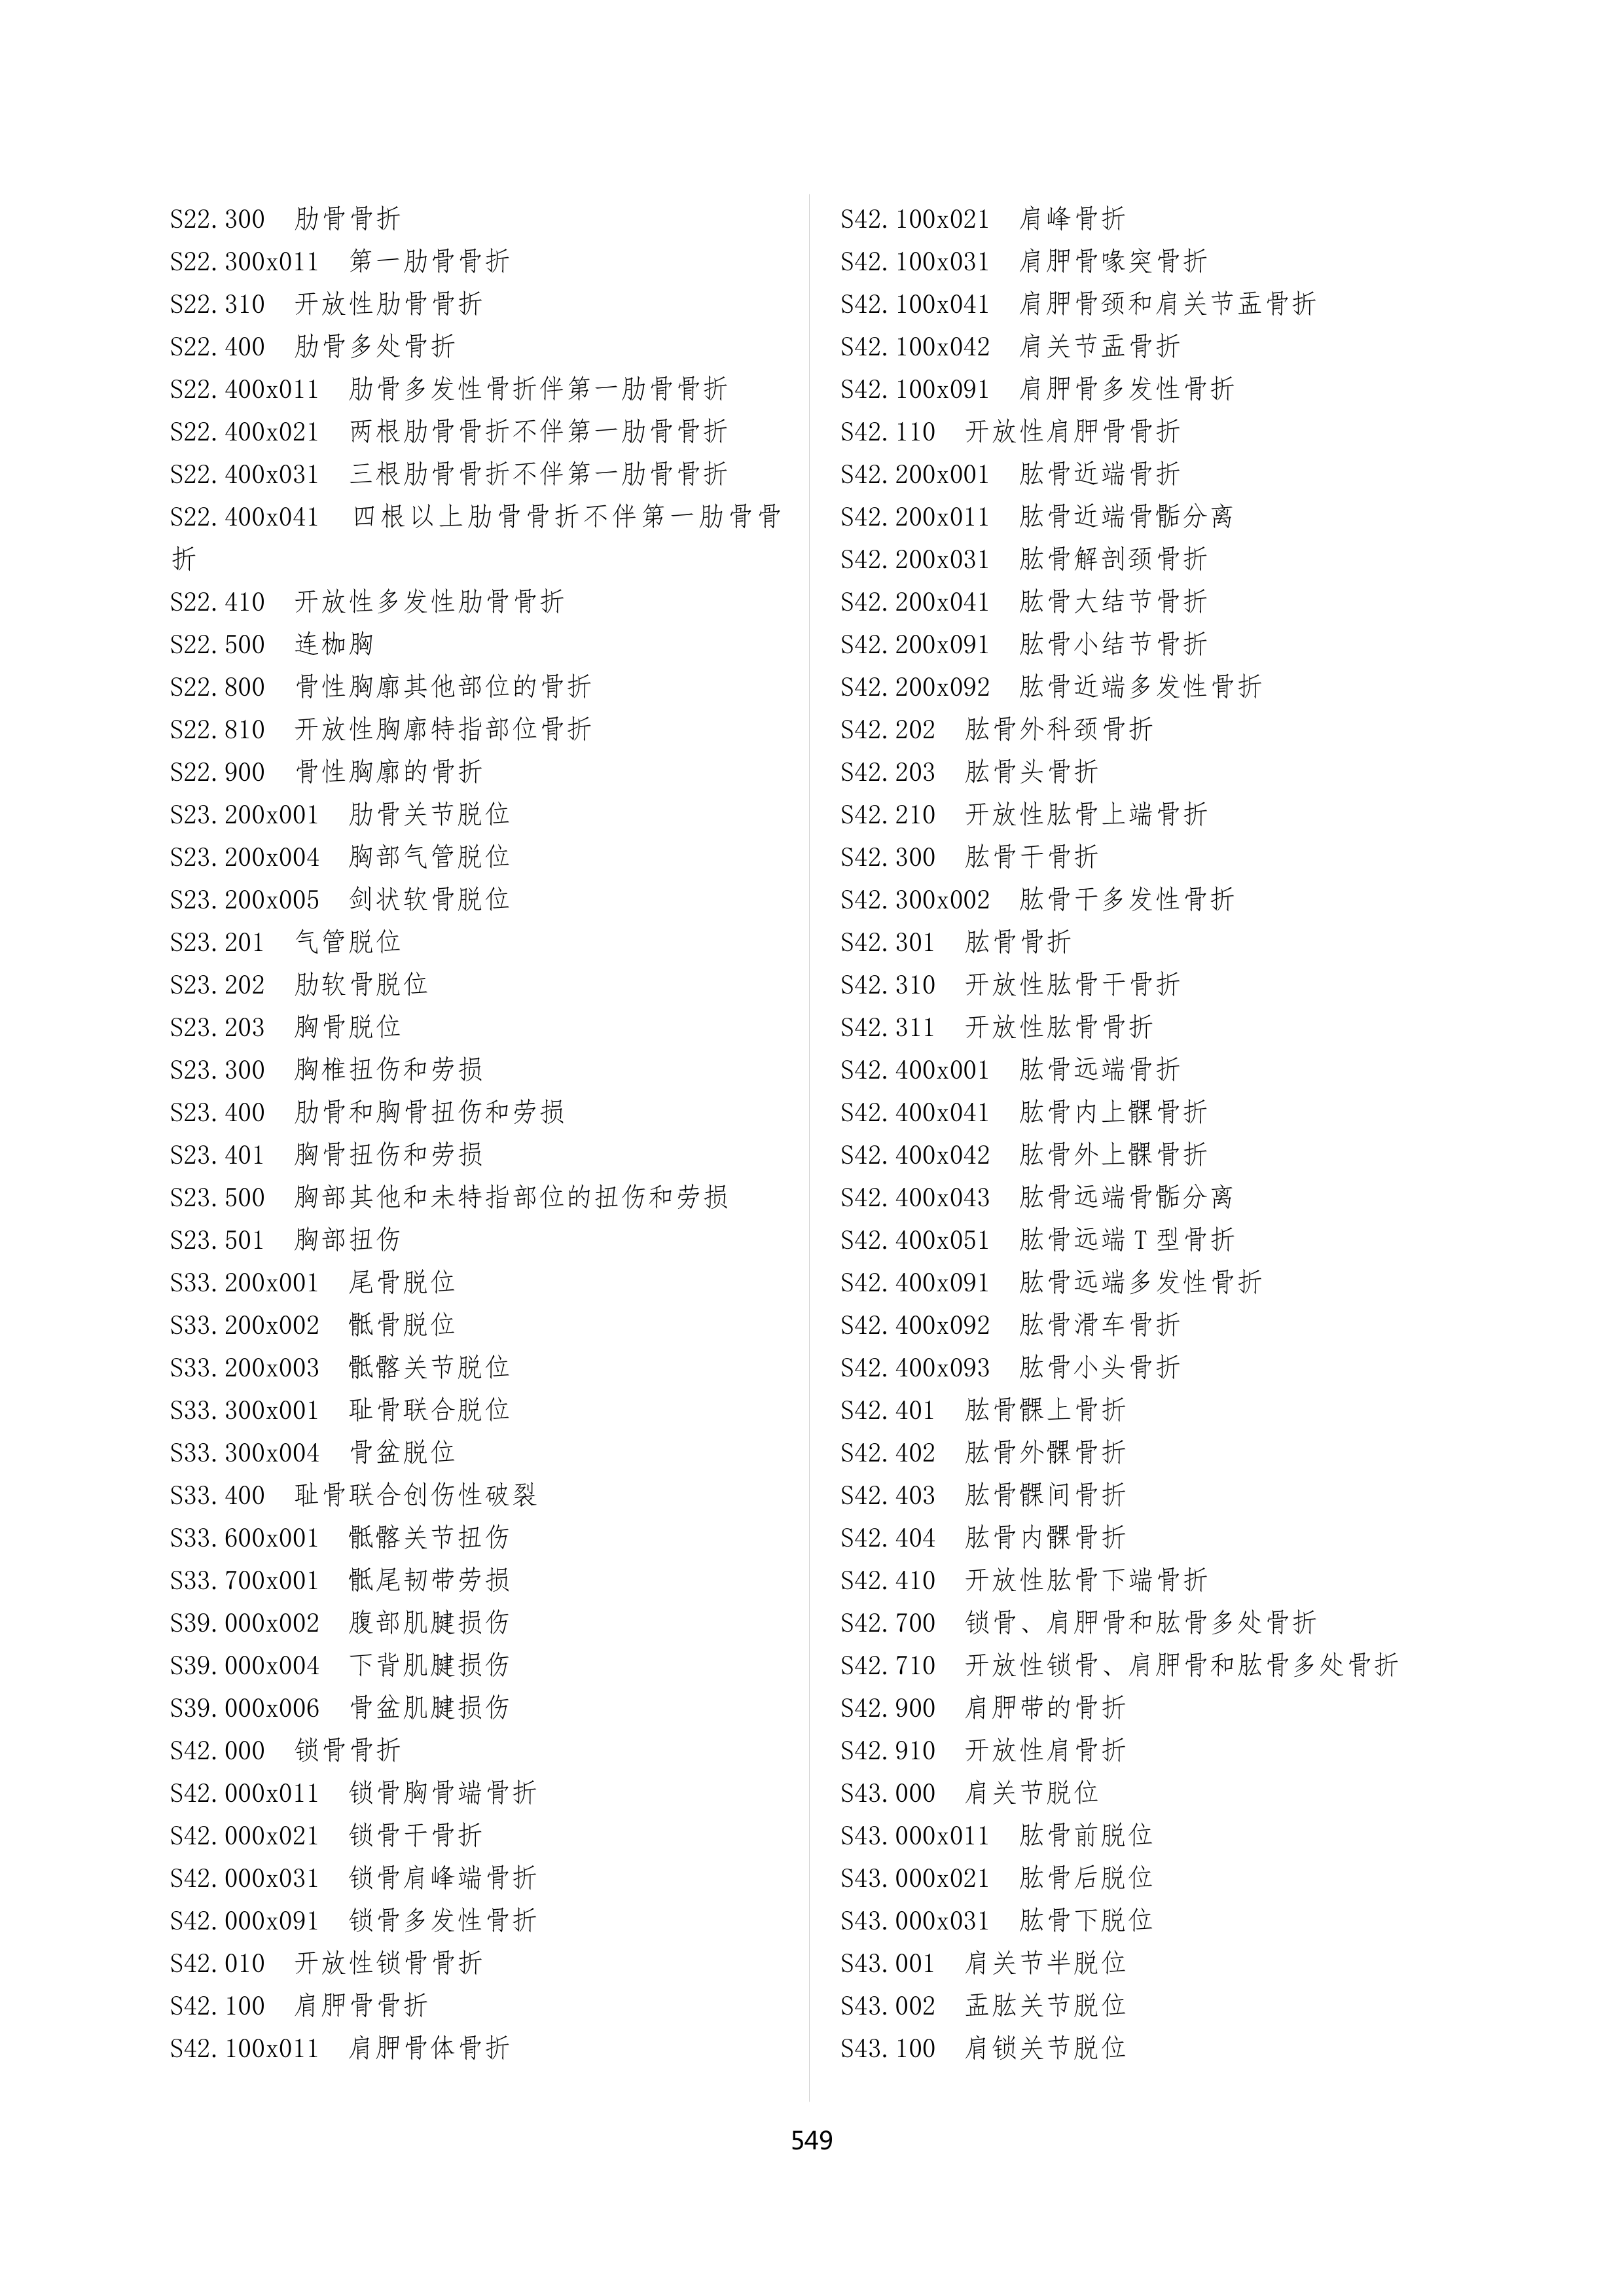 S22.300 肋骨骨折
S22.300x011 第一肋骨骨折
S22.310 开放性肋骨骨折
S22.400 肋骨多处骨折
S22.400x011 肋骨多发性骨折伴第一肋骨骨折
S22.400x021 两根肋骨骨折不伴第一肋骨骨折
S22.400x031 三根肋骨骨折不伴第一肋骨骨折
S22.400x041 四根以上肋骨骨折不伴第一肋骨骨
折
S22.410 开放性多发性肋骨骨折
S22.500 连枷胸
S22.800 骨性胸廓其他部位的骨折
S22.810 开放性胸廓特指部位骨折
S22.900 骨性胸廓的骨折
S23.200x001 肋骨关节脱位
S23.200x004 胸部气管脱位
S23.200x005 剑状软骨脱位
S23.201 气管脱位
S23.202 肋软骨脱位
S23.203 胸骨脱位
S23.300 胸椎扭伤和劳损
S23.400 肋骨和胸骨扭伤和劳损
S23.401 胸骨扭伤和劳损
S23.500 胸部其他和未特指部位的扭伤和劳损
S23.501 胸部扭伤
S33.200x001 尾骨脱位
S33.200x002 骶骨脱位
S33.200x003 骶髂关节脱位
S33.300x001 耻骨联合脱位
S33.300x004 骨盆脱位
S33.400 耻骨联合创伤性破裂
S33.600x001 骶髂关节扭伤
S33.700x001 骶尾韧带劳损
S39.000x002 腹部肌腱损伤
S39.000x004 下背肌腱损伤
S39.000x006 骨盆肌腱损伤
S42.000 锁骨骨折
S42.000x011 锁骨胸骨端骨折
S42.000x021 锁骨干骨折
S42.000x031 锁骨肩峰端骨折
S42.000x091 锁骨多发性骨折
S42.010 开放性锁骨骨折
S42.100 肩胛骨骨折
S42.100x011 肩胛骨体骨折
S42.100x021 肩峰骨折
S42.100x031 肩胛骨喙突骨折
S42.100x041 肩胛骨颈和肩关节盂骨折
S42.100x042 肩关节盂骨折
S42.100x091 肩胛骨多发性骨折
S42.110 开放性肩胛骨骨折
S42.200x001 肱骨近端骨折
S42.200x011 肱骨近端骨骺分离
S42.200x031 肱骨解剖颈骨折
S42.200x041 肱骨大结节骨折
S42.200x091 肱骨小结节骨折
S42.200x092 肱骨近端多发性骨折
S42.202 肱骨外科颈骨折
S42.203 肱骨头骨折
S42.210 开放性肱骨上端骨折
S42.300 肱骨干骨折
S42.300x002 肱骨干多发性骨折
S42.301 肱骨骨折
S42.310 开放性肱骨干骨折
S42.311 开放性肱骨骨折
S42.400x001 肱骨远端骨折
S42.400x041 肱骨内上髁骨折
S42.400x042 肱骨外上髁骨折
S42.400x043 肱骨远端骨骺分离
S42.400x051 肱骨远端 T 型骨折
S42.400x091 肱骨远端多发性骨折
S42.400x092 肱骨滑车骨折
S42.400x093 肱骨小头骨折
S42.401 肱骨髁上骨折
S42.402 肱骨外髁骨折
S42.403 肱骨髁间骨折
S42.404 肱骨内髁骨折
S42.410 开放性肱骨下端骨折
S42.700 锁骨、肩胛骨和肱骨多处骨折
S42.710 开放性锁骨、肩胛骨和肱骨多处骨折
S42.900 肩胛带的骨折
S42.910 开放性肩骨折
S43.000 肩关节脱位
S43.000x011 肱骨前脱位
S43.000x021 肱骨后脱位
S43.000x031 肱骨下脱位
S43.001 肩关节半脱位
S43.002 盂肱关节脱位
S43.100 肩锁关节脱位
549